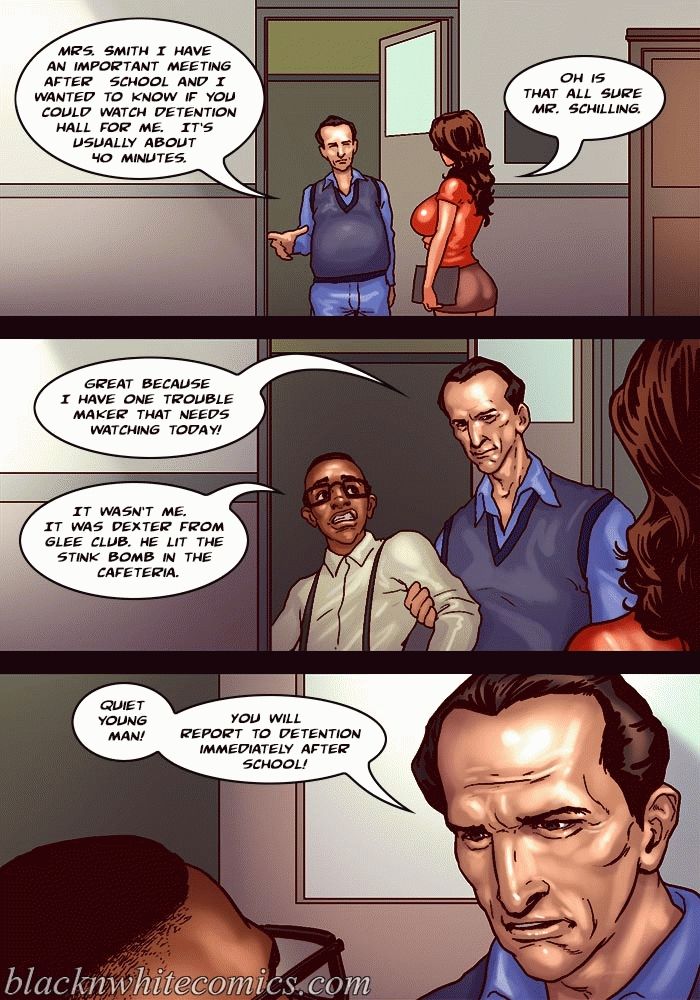 MRS. SMITH I HAVE
AN IMPORTANT MEETING
AFTER SCHOOL AND I
WANTED TO KNOW IF YOU
COULD WATCH DETENTION
HALL FOR ME. IT'S
USUALLY ABOUT
40 MINUTES.
OH IS
THAT ALL SURE
MR. SCHILLING.
GREAT BECAUSE
I HAVE ONE TROUBLE
MAKER THAT NEEDS
WATCHING TODAY!
IT WASN'T ME.
IT WAS DEXTER FROM
GLEE CLUB. HE LIT THE
STINK BOMB IN THE
CAFETERIA.
QUIET
YOUNG
MAN!
YOU WILL
REPORT TO DETENTION
IMMEDIATELY AFTER
SCHOOL!
blacknwhitecomics.com